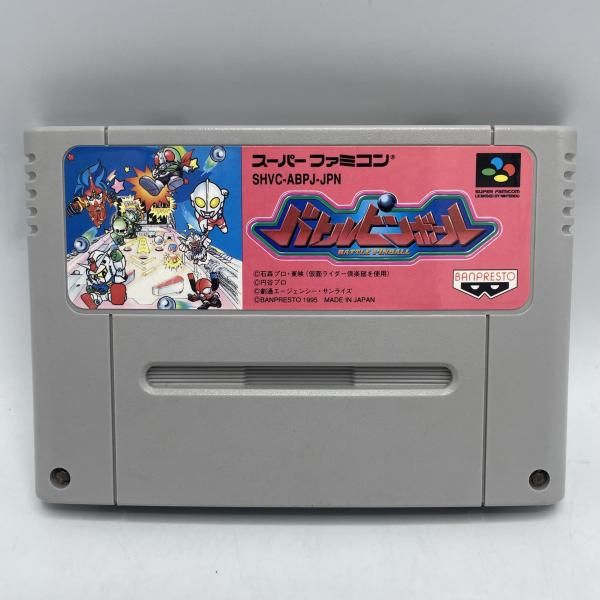 スーパーファミコン®
SHVC-ABPJ-JPN
SUPER FAMICOM
LICENSED BY NINTENDO
バトルピンボール
BATTLE PINBALL
BANPRESTO
©石森プロ・東映（仮面ライダー倶楽部を使用）
©円谷プロ
©創通エージェンシー・サンライズ
©BANPRESTO 1995 MADE IN JAPAN